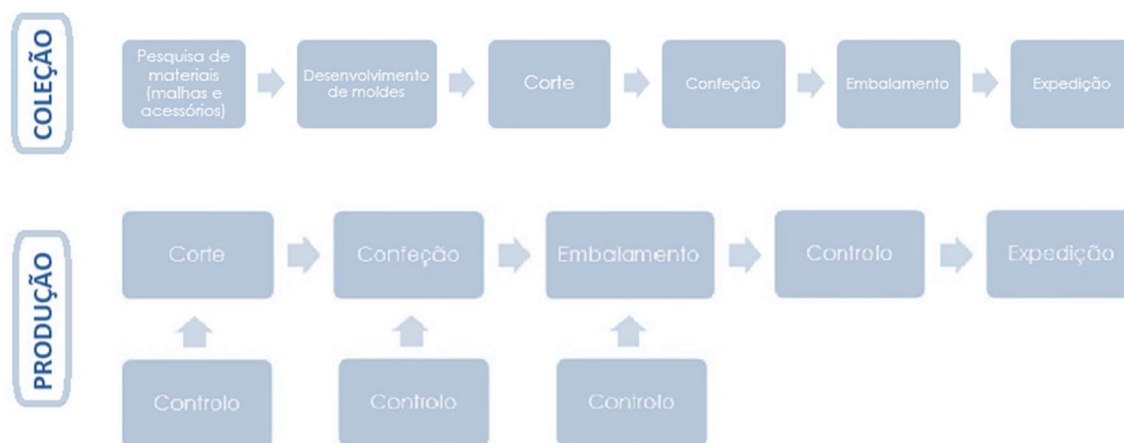 COLEÇÃO
Pesquisa de
materiais
(malhas e
acessórios)
Desenvolvimento
de moldes
Corte
Confeção
Embalamento
Expedição
PRODUÇÃO
Corte
Confeção
Embalamento
Controlo
Expedição
Controlo
Controlo
Controlo